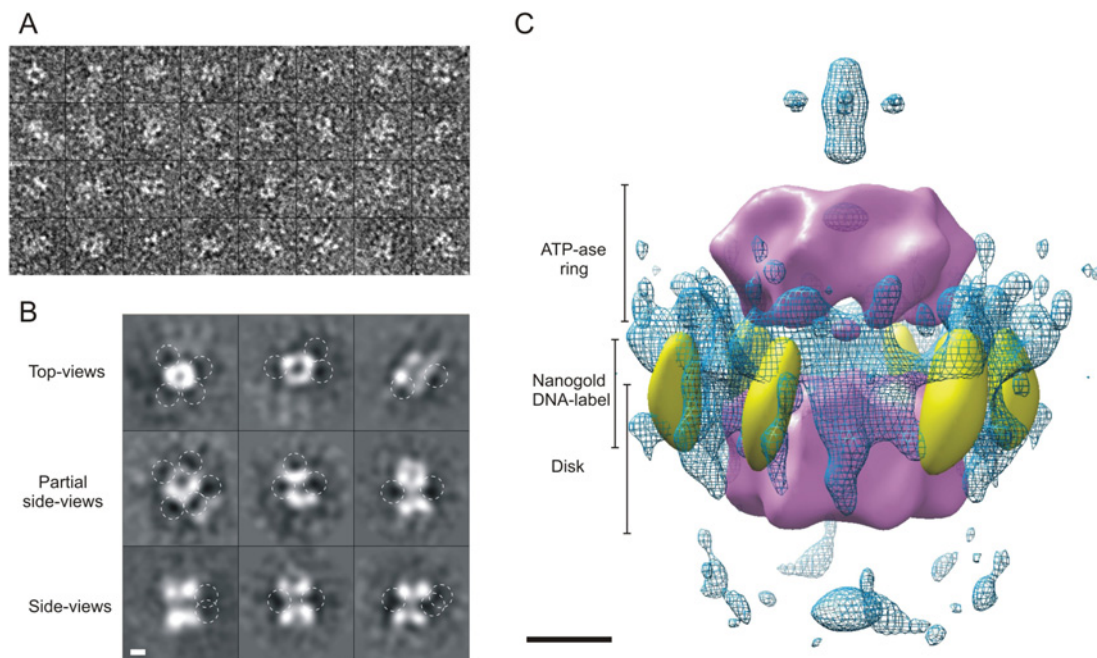 A
B
Top-views
Partial
side-views
Side-views
C
ATP-ase
ring
Nanogold
DNA-label
Disk